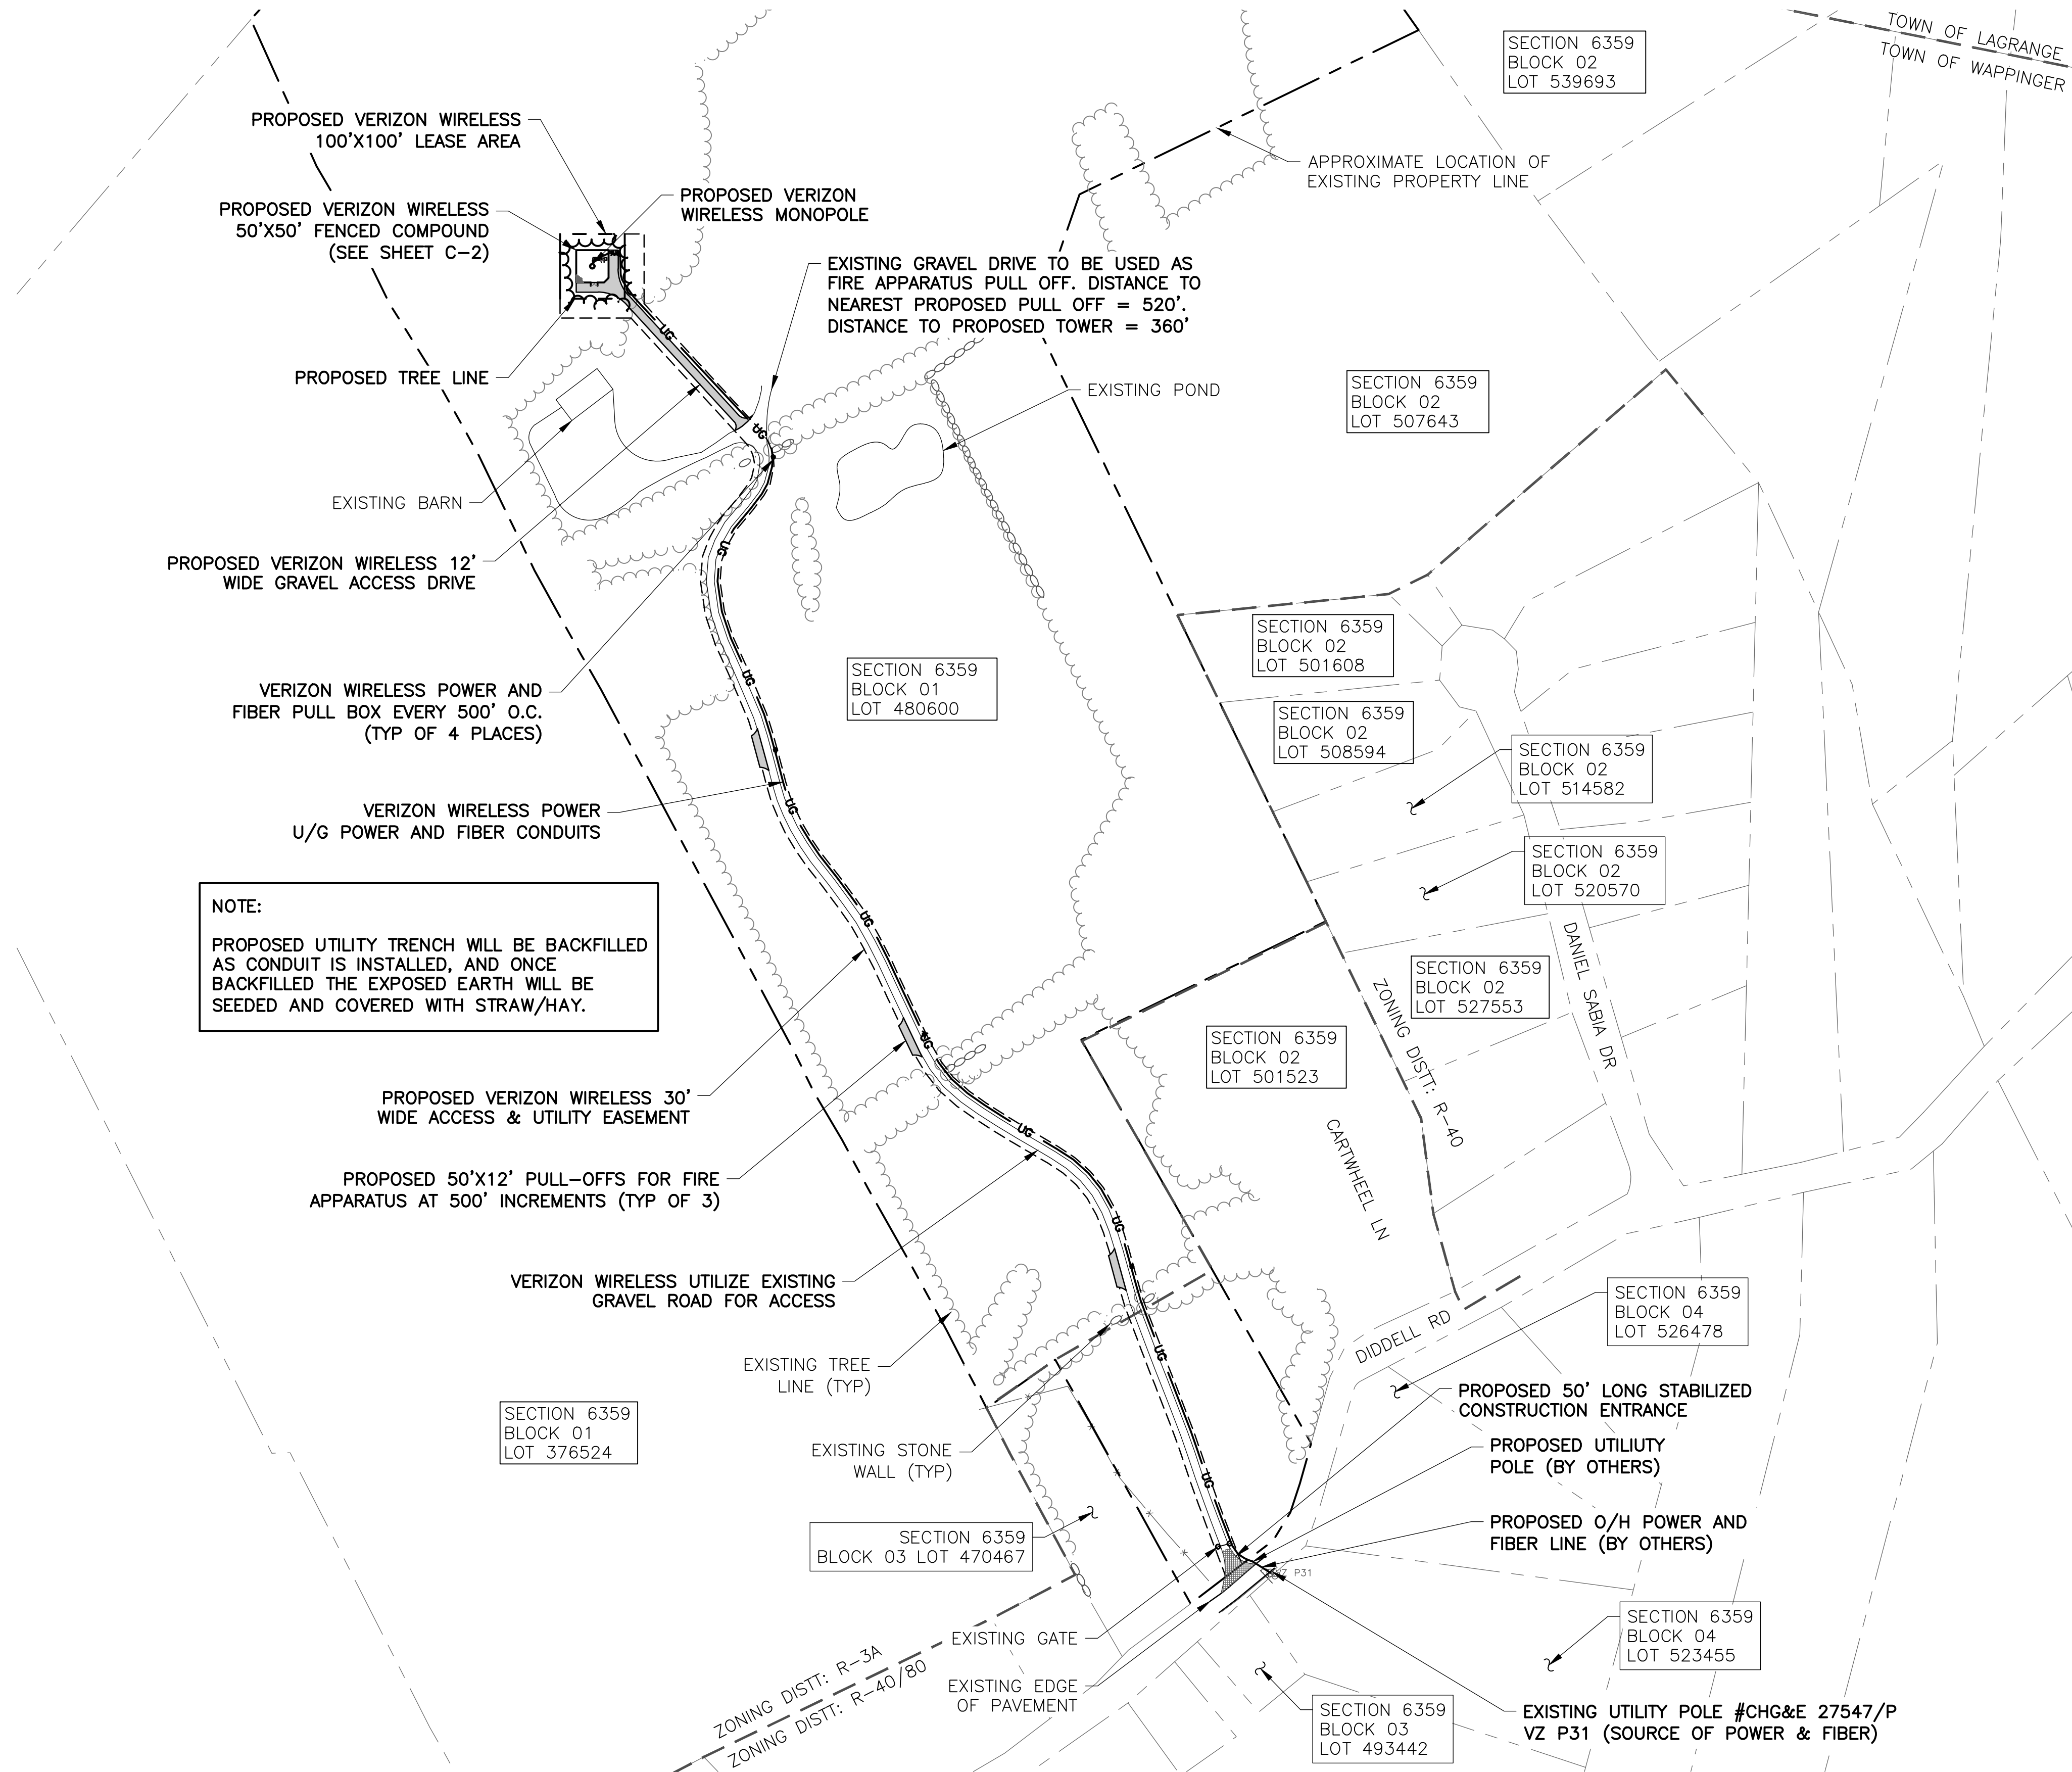 TOWN OF LAGRANGE
TOWN OF WAPPINGER
SECTION 6359
BLOCK 02
LOT 539693
PROPOSED VERIZON WIRELESS
100'X100' LEASE AREA
APPROXIMATE LOCATION OF
EXISTING PROPERTY LINE
PROPOSED VERIZON
WIRELESS MONOPOLE
PROPOSED VERIZON WIRELESS
50'X50' FENCED COMPOUND
(SEE SHEET C-2)
EXISTING GRAVEL DRIVE TO BE USED AS
FIRE APPARATUS PULL OFF. DISTANCE TO
NEAREST PROPOSED PULL OFF = 520'.
DISTANCE TO PROPOSED TOWER = 360'
UG
PROPOSED TREE LINE
EXISTING POND
SECTION 6359
BLOCK 02
LOT 507643
UG
EXISTING BARN
UG
PROPOSED VERIZON WIRELESS 12'
WIDE GRAVEL ACCESS DRIVE
SECTION 6359
BLOCK 02
LOT 501608
SECTION 6359
BLOCK 01
LOT 480600
UG
VERIZON WIRELESS POWER AND
FIBER PULL BOX EVERY 500' O.C.
(TYP OF 4 PLACES)
SECTION 6359
BLOCK 02
LOT 508594
SECTION 6359
BLOCK 02
LOT 514582
VERIZON WIRELESS POWER
U/G POWER AND FIBER CONDUITS
UG
SECTION 6359
BLOCK 02
LOT 520570
NOTE:
PROPOSED UTILITY TRENCH WILL BE BACKFILLED
AS CONDUIT IS INSTALLED, AND ONCE
BACKFILLED THE EXPOSED EARTH WILL BE
SEEDED AND COVERED WITH STRAW/HAY.
UG
DANIEL SABIA DR
SECTION 6359
BLOCK 02
LOT 527553
ZONING DISTT: R-40
SECTION 6359
BLOCK 02
LOT 501523
UG
PROPOSED VERIZON WIRELESS 30'
WIDE ACCESS & UTILITY EASEMENT
UG
CARTWHEEL LN
PROPOSED 50'X12' PULL-OFFS FOR FIRE
APPARATUS AT 500' INCREMENTS (TYP OF 3)
UG
VERIZON WIRELESS UTILIZE EXISTING
GRAVEL ROAD FOR ACCESS
SECTION 6359
BLOCK 04
LOT 526478
DIDDELL RD
UG
EXISTING TREE
LINE (TYP)
PROPOSED 50' LONG STABILIZED
CONSTRUCTION ENTRANCE
SECTION 6359
BLOCK 01
LOT 376524
EXISTING STONE
WALL (TYP)
PROPOSED UTILIUTY
POLE (BY OTHERS)
UG
SECTION 6359
BLOCK 03 LOT 470467
PROPOSED O/H POWER AND
FIBER LINE (BY OTHERS)
VZ P31
EXISTING GATE
SECTION 6359
BLOCK 04
LOT 523455
ZONING DISTT: R-3A
ZONING DISTT: R-40/80
EXISTING EDGE
OF PAVEMENT
SECTION 6359
BLOCK 03
LOT 493442
EXISTING UTILITY POLE #CHG&E 27547/P
VZ P31 (SOURCE OF POWER & FIBER)